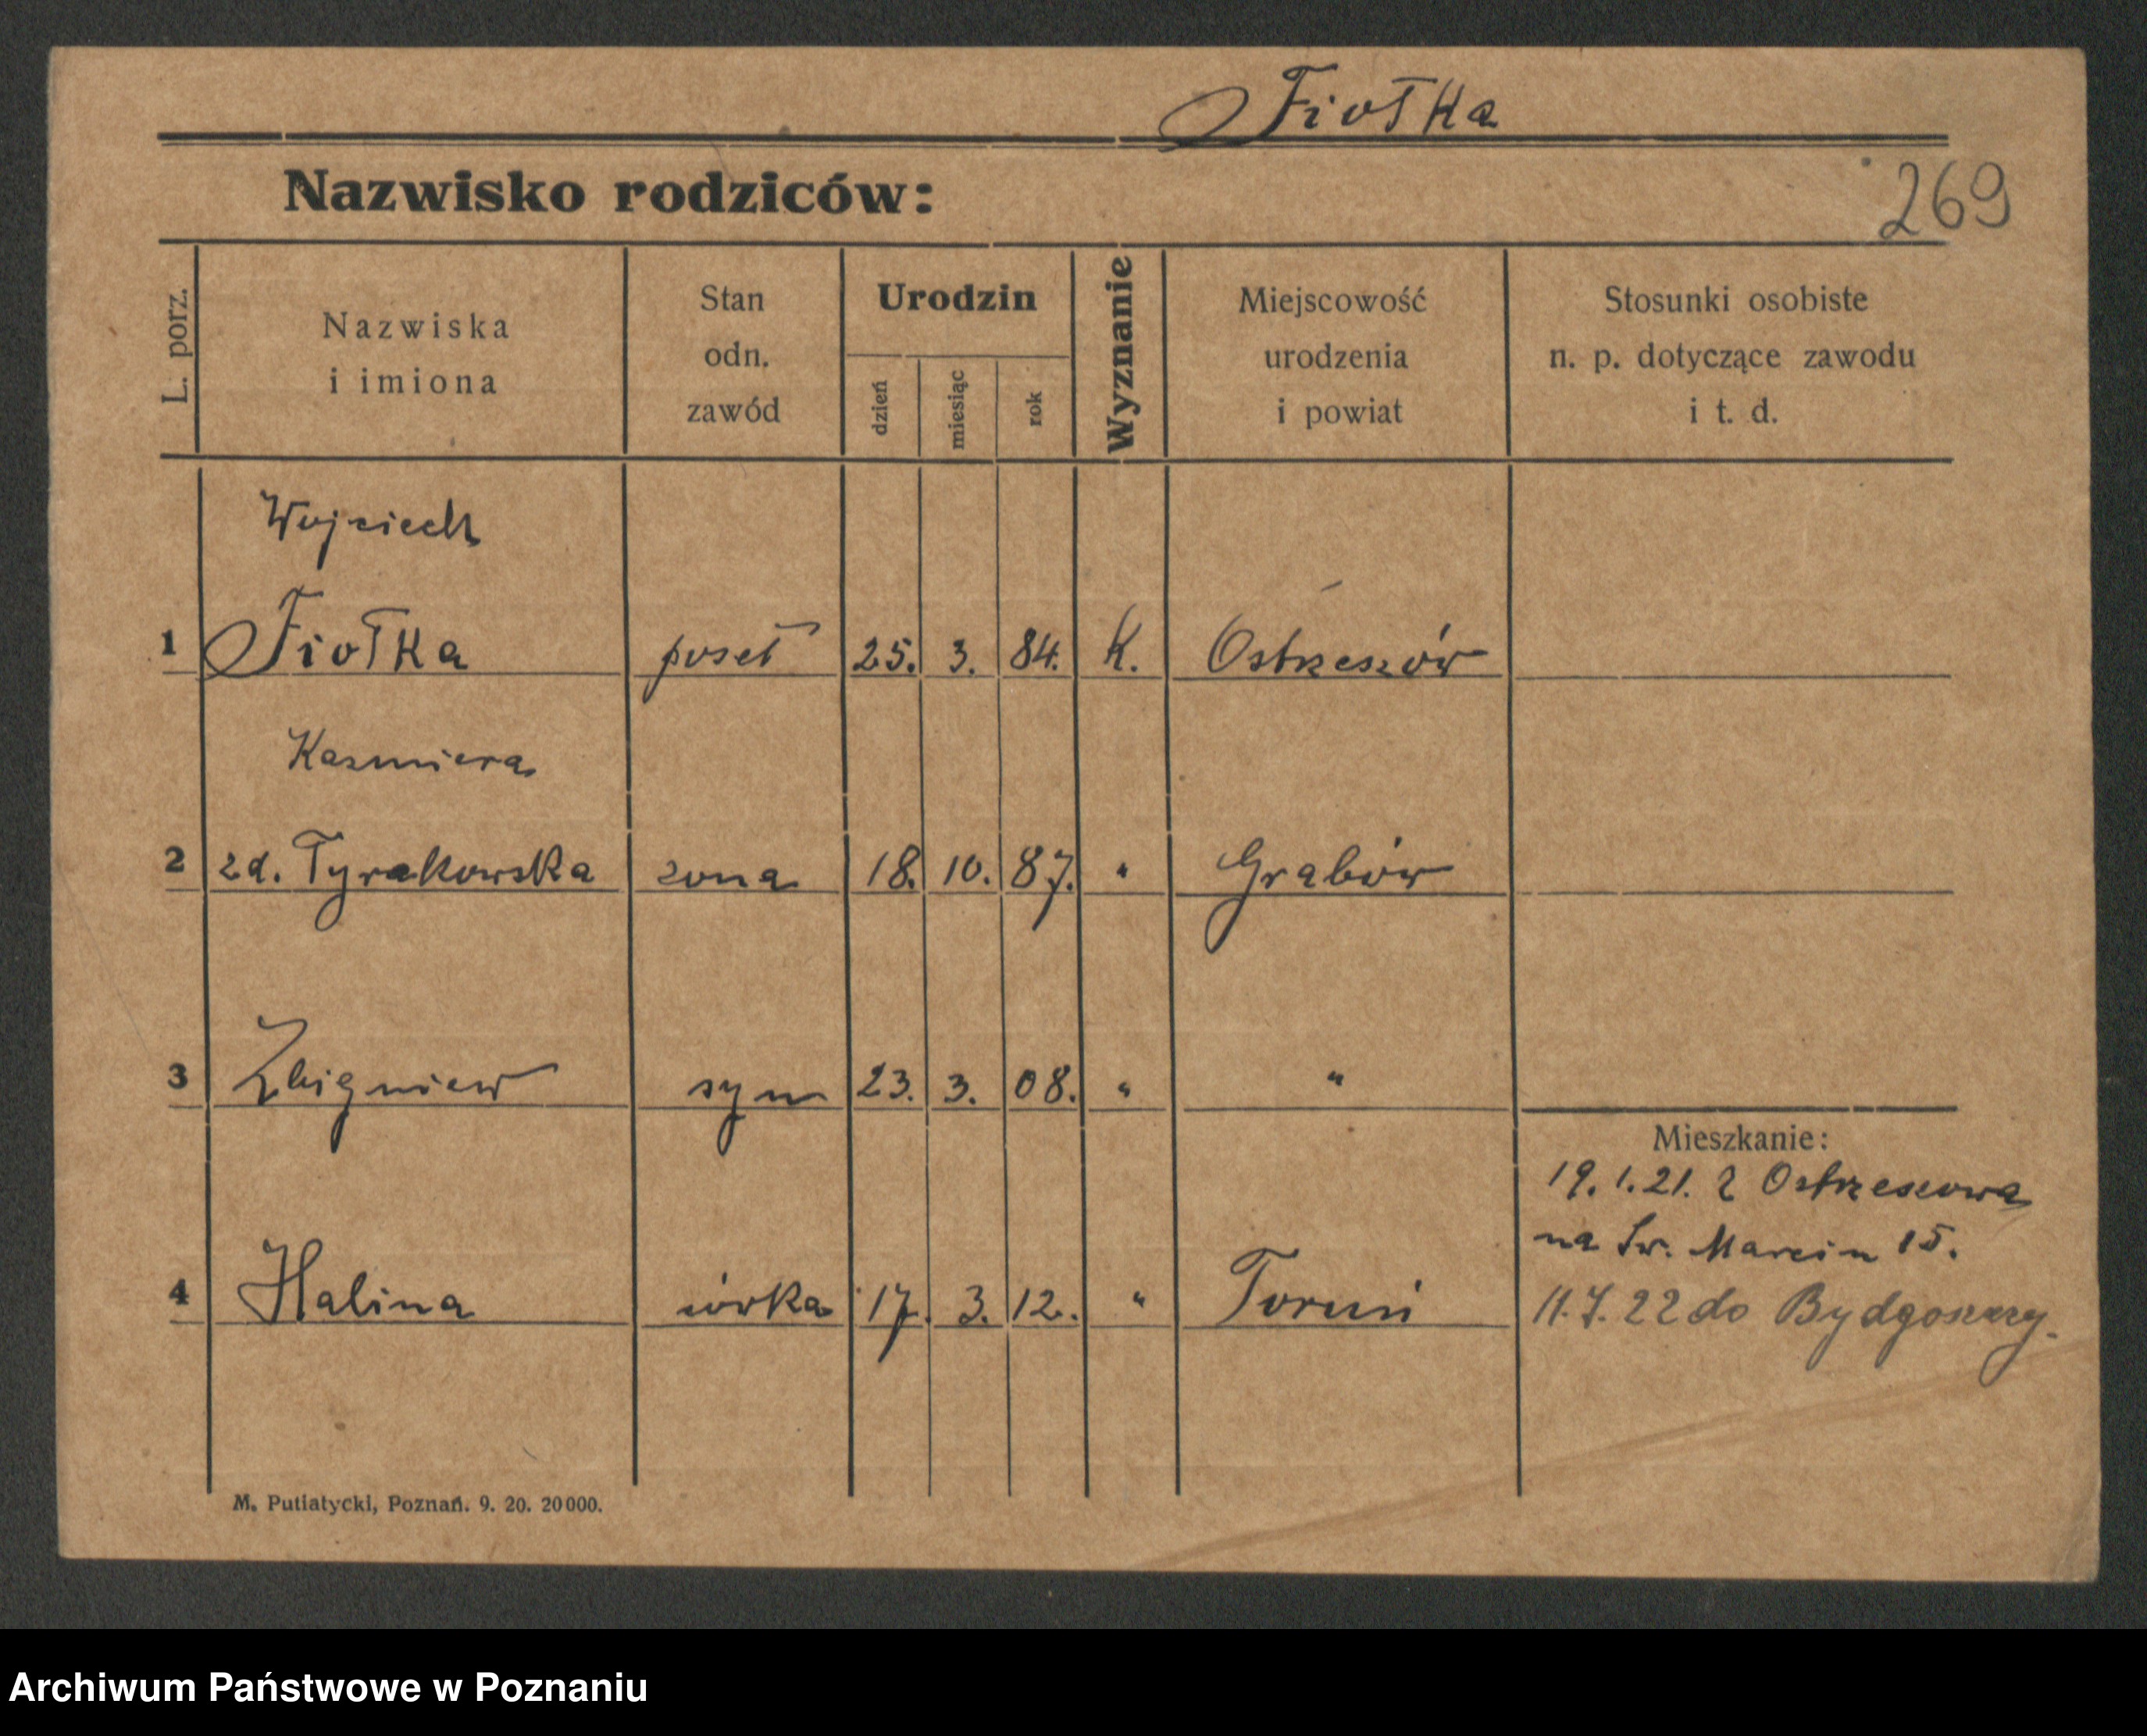 Fiołka
Nazwisko rodziców:
269
L. porz.
Nazwiska
i imiona
Stan
odn.
zawód
Urodzin
dzień
miesiąc
rok
Wyznanie
Miejscowość
urodzenia
i powiat
Stosunki osobiste
n. p. dotyczące zawodu
i t. d.
Wojciech
1 Fiołka poseł 25. 3. 84. K. Ostrzeszów
Kazmiera
2 zd. Tyrakowska zona 18. 10. 87. " Grabów
3 Zbigniew syn 23. 3. 08. " "
Mieszkanie:
19. 1. 21. z Ostrzeszowa
na Św. Marcin 15.
4 Halina córka 17. 3. 12. " Toruń
11. 7. 22 do Bydgoszczy.
M. Putiatycki, Poznań. 9. 20. 20000.
Archiwum Państwowe w Poznaniu